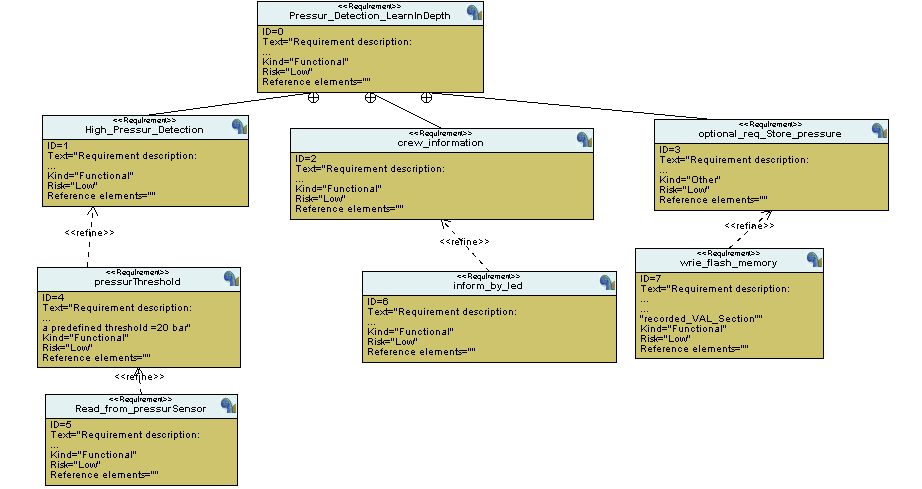 <<Requirement>>
Pressur_Detection_LearnInDepth
ID=0
Text="Requirement description:
...
Kind="Functional"
Risk="Low"
Reference elements=""
<<Requirement>>
High_Pressur_Detection
ID=1
Text="Requirement description:
...
Kind="Functional"
Risk="Low"
Reference elements=""
<<Requirement>>
crew_information
ID=2
Text="Requirement description:
...
Kind="Functional"
Risk="Low"
Reference elements=""
<<Requirement>>
optional_req_Store_pressure
ID=3
Text="Requirement description:
...
Kind="Other"
Risk="Low"
Reference elements=""
<<refine>>
<<refine>>
<<refine>>
<<Requirement>>
pressurThreshold
ID=4
Text="Requirement description:
...
a predefined threshold =20 bar"
Kind="Functional"
Risk="Low"
Reference elements=""
<<Requirement>>
inform_by_led
ID=6
Text="Requirement description:
...
Kind="Functional"
Risk="Low"
Reference elements=""
<<Requirement>>
wrie_flash_memory
ID=7
Text="Requirement description:
...
...
"recorded_VAL_Section""
Kind="Functional"
Risk="Low"
Reference elements=""
<<refine>>
<<Requirement>>
Read_from_pressurSensor
ID=5
Text="Requirement description:
...
Kind="Functional"
Risk="Low"
Reference elements=""